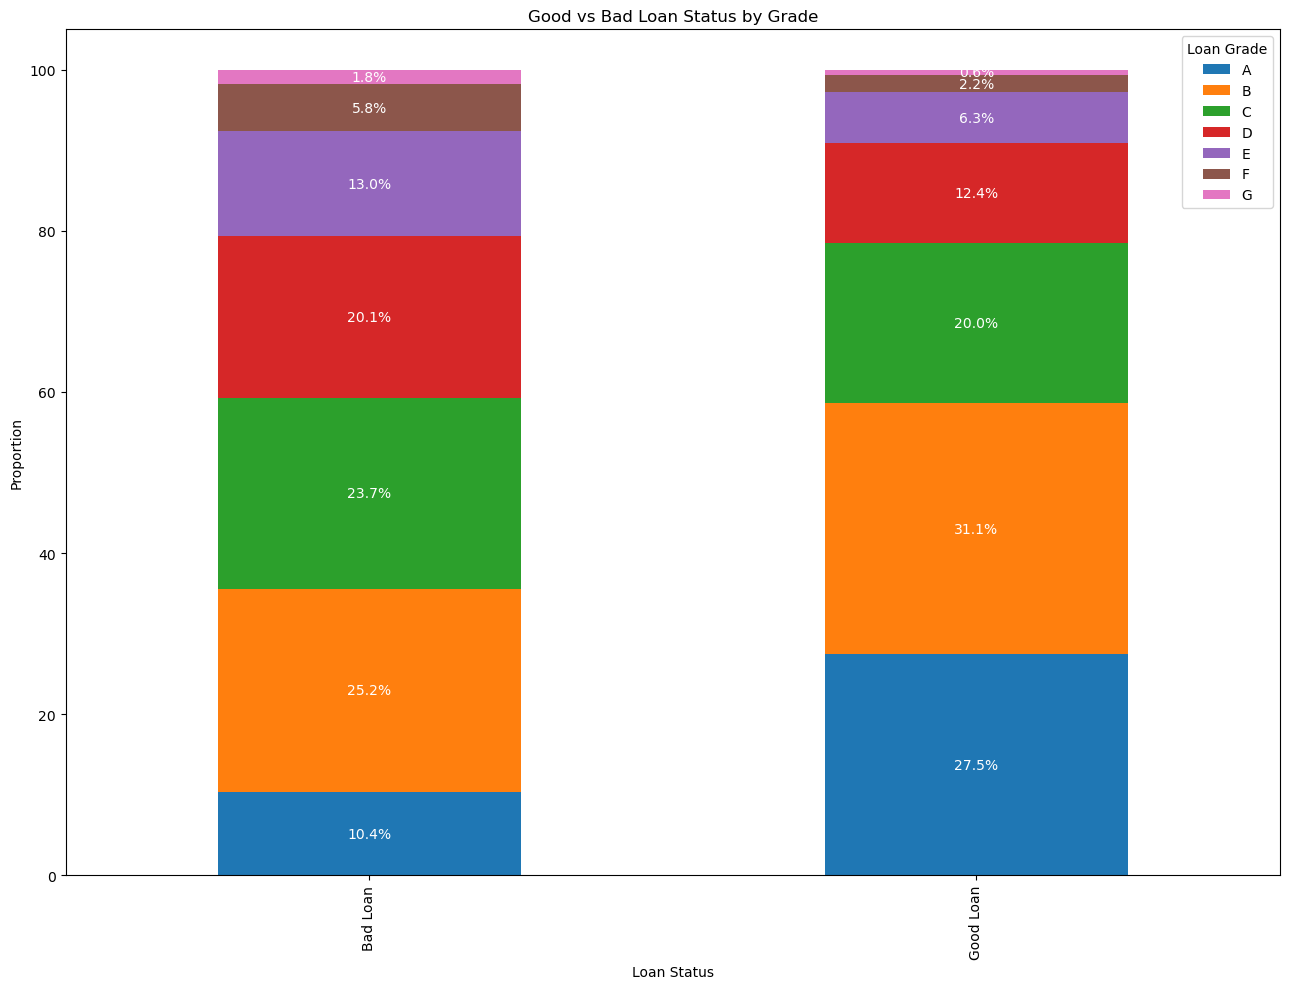 Good vs Bad Loan Status by Grade
Proportion
100
80
60
40
20
0
1.8%
5.8%
13.0%
20.1%
23.7%
25.2%
10.4%
0.6%
2.2%
6.3%
12.4%
20.0%
31.1%
27.5%
Loan Grade
A
B
C
D
E
F
G
Bad Loan
Good Loan
Loan Status